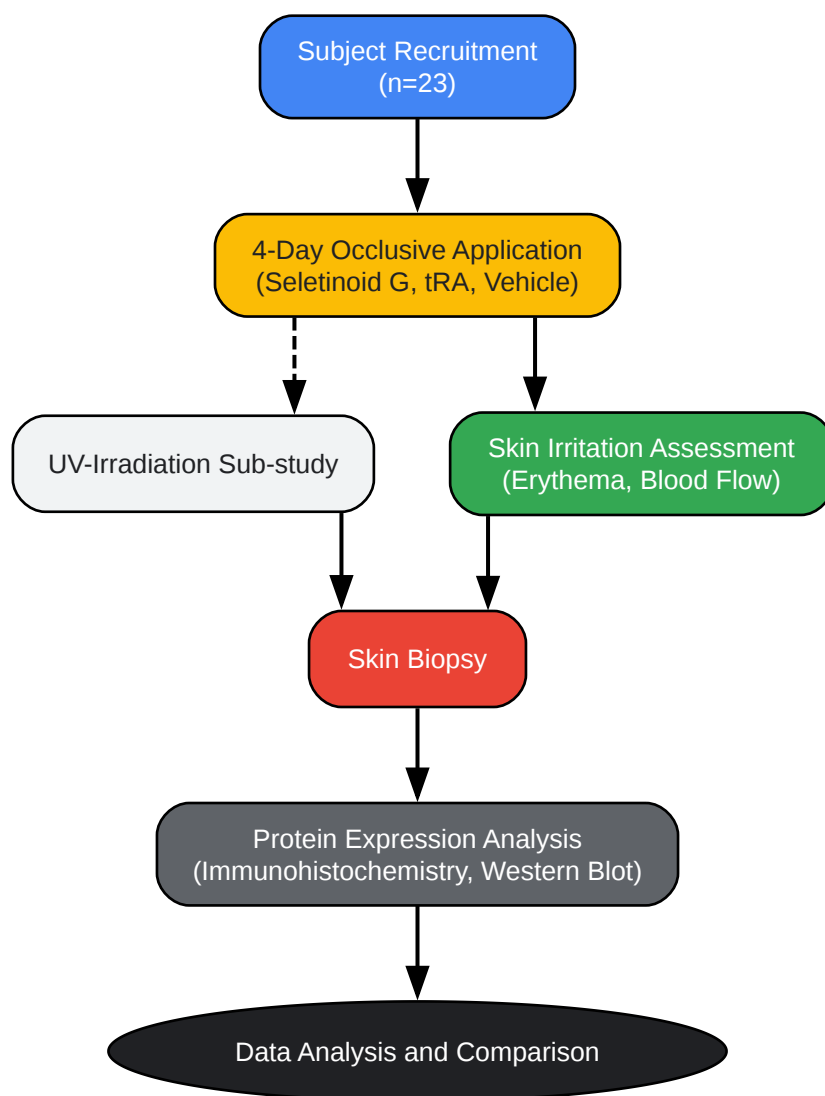 Subject Recruitment
(n=23)
4-Day Occlusive Application
(Seletinoid G, tRA, Vehicle)
UV-Irradiation Sub-study
Skin Irritation Assessment
(Erythema, Blood Flow)
Skin Biopsy
Protein Expression Analysis
(Immunohistochemistry, Western Blot)
Data Analysis and Comparison